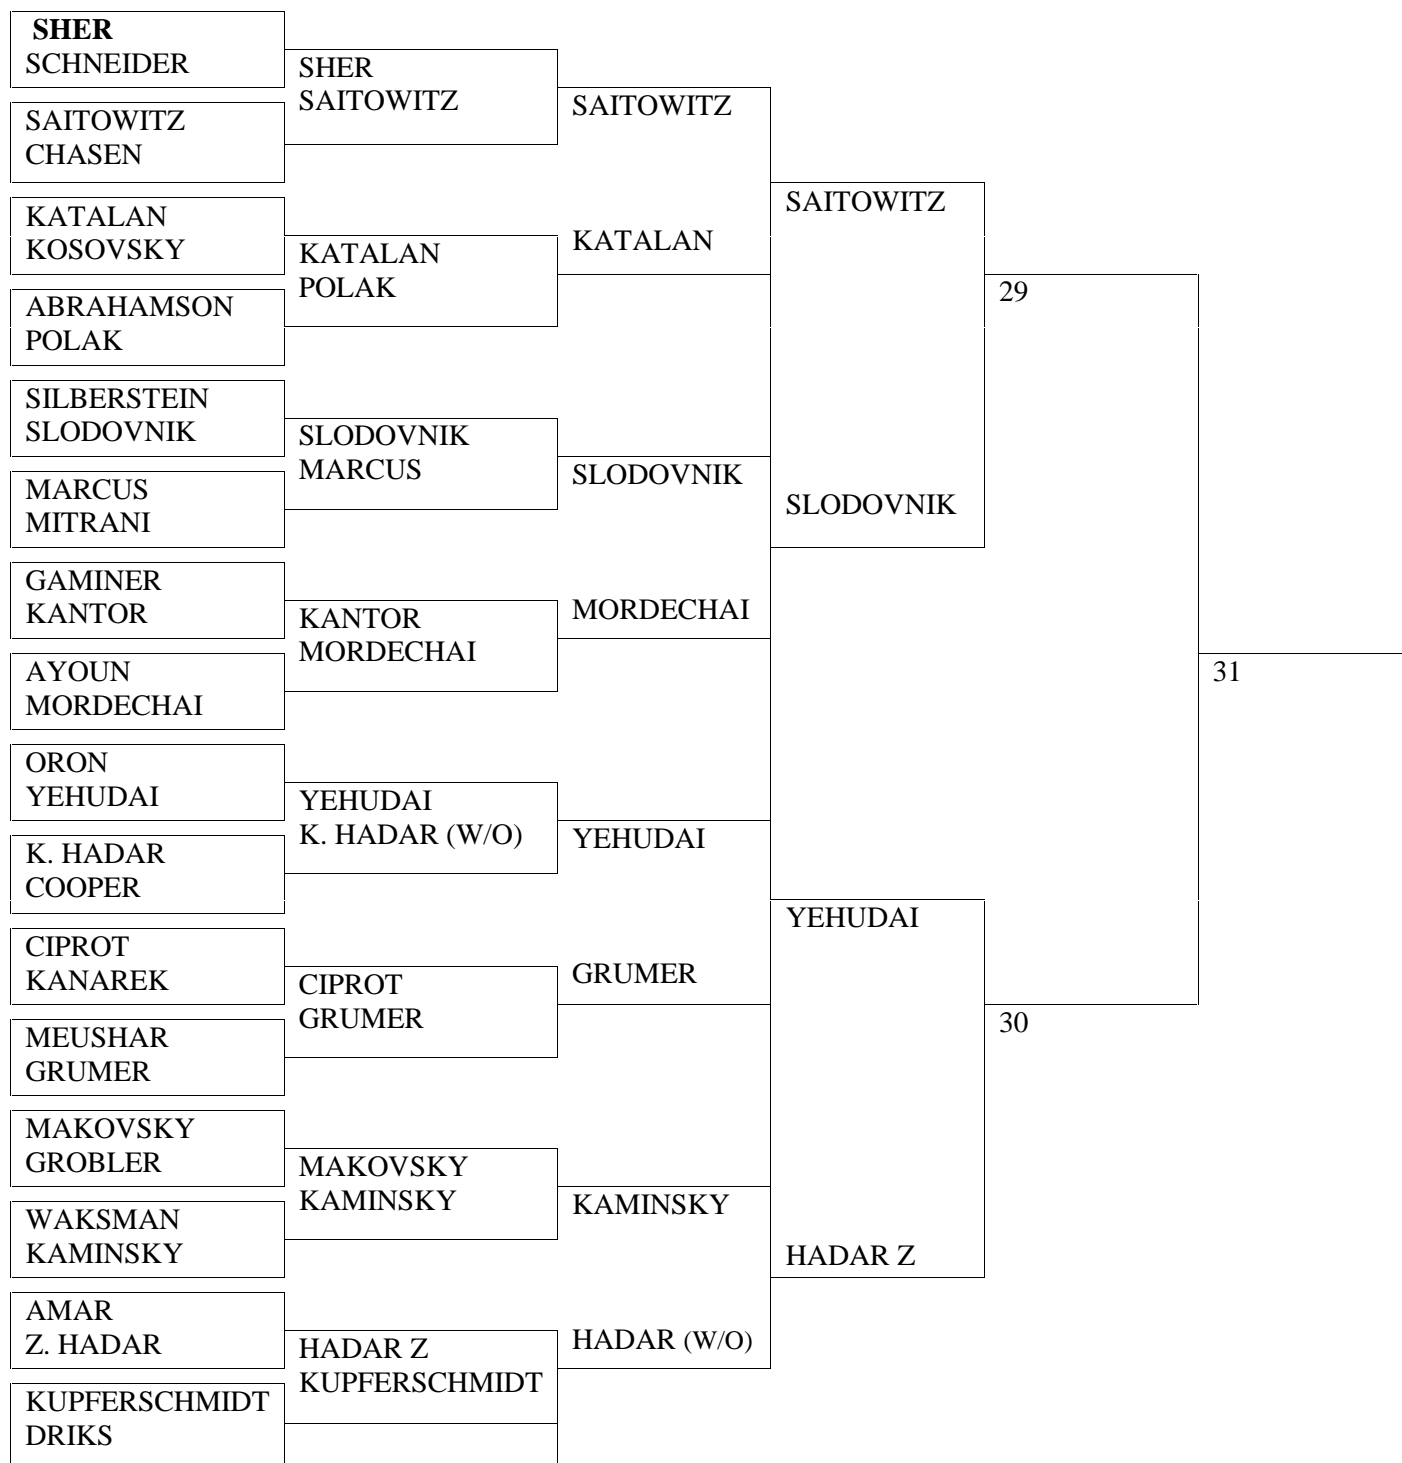 SHER
SCHNEIDER
SAITOWITZ
CHASEN
KATALAN
KOSOVSKY
ABRAHAMSON
POLAK
SILBERSTEIN
SLODOVNIK
MARCUS
MITRANI
GAMINER
KANTOR
AYOUN
MORDECHAI
ORON
YEHUDAI
K. HADAR
COOPER
CIPROT
KANAREK
MEUSHAR
GRUMER
MAKOVSKY
GROBLER
WAKSMAN
KAMINSKY
AMAR
Z. HADAR
KUPFERSCHMIDT
DRIKS
SHER
SAITOWITZ
KATALAN
POLAK
SLODOVNIK
MARCUS
KANTOR
MORDECHAI
YEHUDAI
K. HADAR (W/O)
CIPROT
GRUMER
MAKOVSKY
KAMINSKY
HADAR Z
KUPFERSCHMIDT
SAITOWITZ
KATALAN
SLODOVNIK
MORDECHAI
YEHUDAI
GRUMER
KAMINSKY
HADAR (W/O)
SAITOWITZ
SLODOVNIK
YEHUDAI
HADAR Z
29
30
31